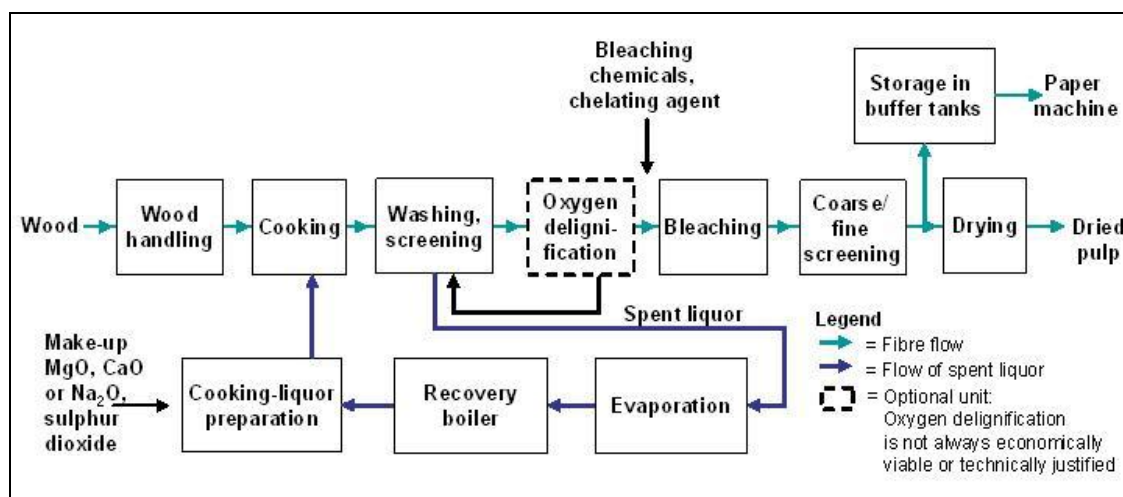 Bleaching
chemicals,
chelating agent
Storage in
buffer tanks
Paper
machine
Wood
Wood
handling
Cooking
Washing,
screening
Oxygen
deligni-
fication
Bleaching
Coarse/
fine
screening
Drying
Dried
pulp
Spent liquor
Make-up
MgO, CaO
or Na₂O,
sulphur
dioxide
Cooking-liquor
preparation
Recovery
boiler
Evaporation
Legend
= Fibre flow
= Flow of spent liquor
= Optional unit:
Oxygen delignification
is not always economically
viable or technically justified